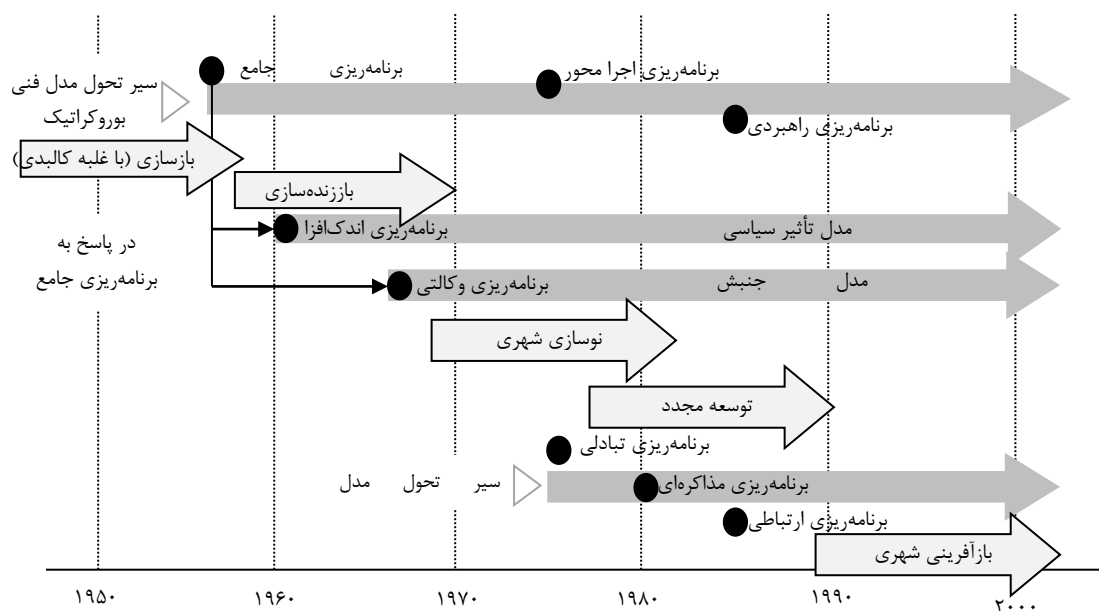 برنامه‌ریزی جامع
برنامه‌ریزی اجرا محور
سیر تحول مدل فنی
بوروکراتیک
برنامه‌ریزی راهبردی
بازسازی (با غلبه کالبدی)
باززنده‌سازی
برنامه‌ریزی اندک‌افزا
مدل تأثیر سیاسی
در پاسخ به
برنامه‌ریزی جامع
برنامه‌ریزی وکالتی
مدل جنبش
نوسازی شهری
توسعه مجدد
برنامه‌ریزی تبادلی
سیر تحول مدل
برنامه‌ریزی مذاکره‌ای
برنامه‌ریزی ارتباطی
بازآفرینی شهری
۱۹۵۰ ۱۹۶۰ ۱۹۷۰ ۱۹۸۰ ۱۹۹۰ ۲۰۰۰